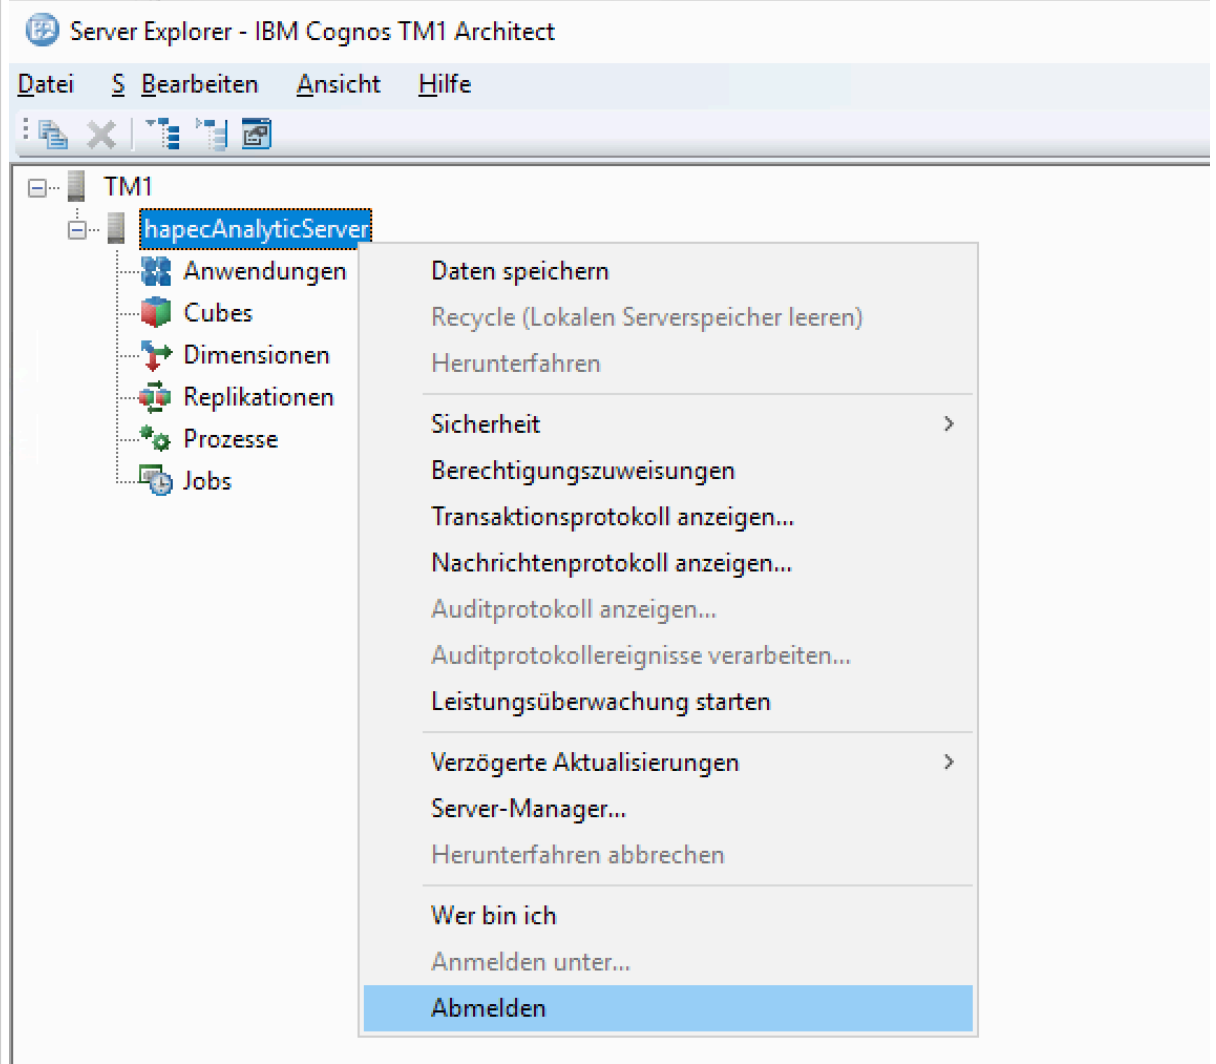 Server Explorer - IBM Cognos TM1 Architect
Datei S Bearbeiten Ansicht Hilfe
TM1
hapecAnalyticServer
Anwendungen
Cubes
Dimensionen
Replikationen
Prozesse
Jobs
Daten speichern
Recycle (Lokalen Serverspeicher leeren)
Herunterfahren
Sicherheit
Berechtigungszuweisungen
Transaktionsprotokoll anzeigen...
Nachrichtenprotokoll anzeigen...
Auditprotokoll anzeigen...
Auditprotokollereignisse verarbeiten...
Leistungsüberwachung starten
Verzögerte Aktualisierungen
Server-Manager...
Herunterfahren abbrechen
Wer bin ich
Anmelden unter...
Abmelden